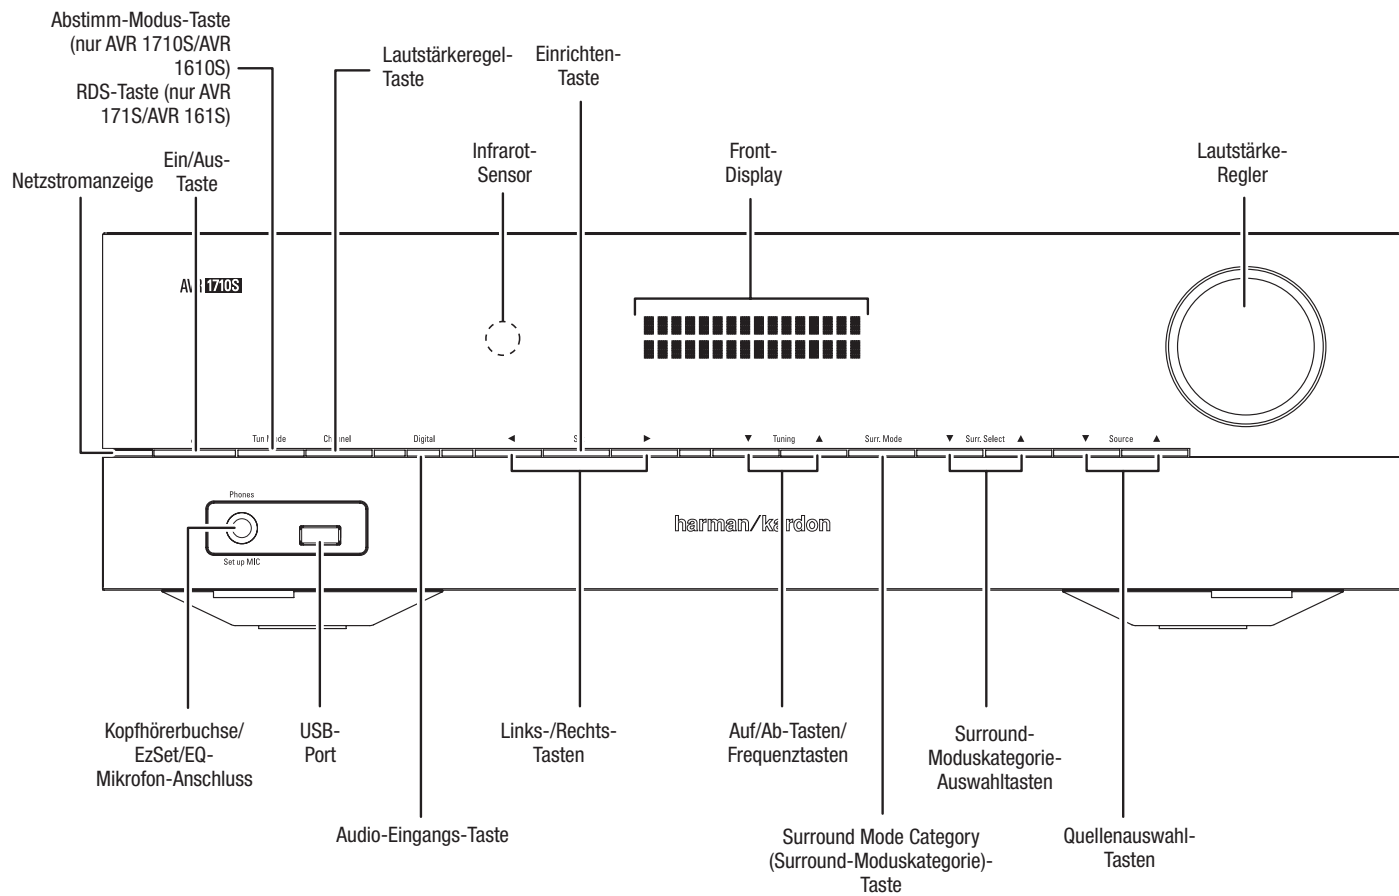 Abstimm-Modus-Taste
(nur AVR 1710S/AVR
1610S)
RDS-Taste (nur AVR
171S/AVR 161S)
Lautstärkeregel-
Taste
Einrichten-
Taste
Netzstromanzeige
Ein/Aus-
Taste
Infrarot-
Sensor
Front-
Display
Lautstärke-
Regler
AVR 1710S
Tun Mode
Channel
Digital
Tuning
Surr. Mode
Surr. Select
Source
Phones
Set up MIC
harman/kardon
Kopfhörerbuchse/
EzSet/EQ-
Mikrofon-Anschluss
USB-
Port
Links-/Rechts-
Tasten
Auf/Ab-Tasten/
Frequenztasten
Surround-
Moduskategorie-
Auswahltasten
Audio-Eingangs-Taste
Surround Mode Category
(Surround-Moduskategorie)-
Taste
Quellenauswahl-
Tasten